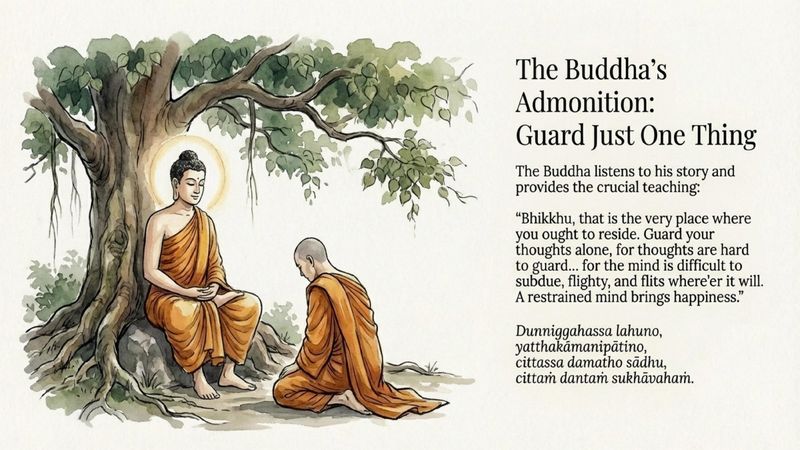 The Buddha’s
Admonition:
Guard Just One Thing
The Buddha listens to his story and
provides the crucial teaching:
“Bhikkhu, that is the very place where
you ought to reside. Guard your
thoughts alone, for thoughts are hard
to guard... for the mind is difficult to
subdue, flighty, and flits where’er it will.
A restrained mind brings happiness.”
Dunniggahassa lahuno,
yatthakāmanipātino,
cittassa damatho sādhu,
cittaṁ dantaṁ sukhāvahaṁ.